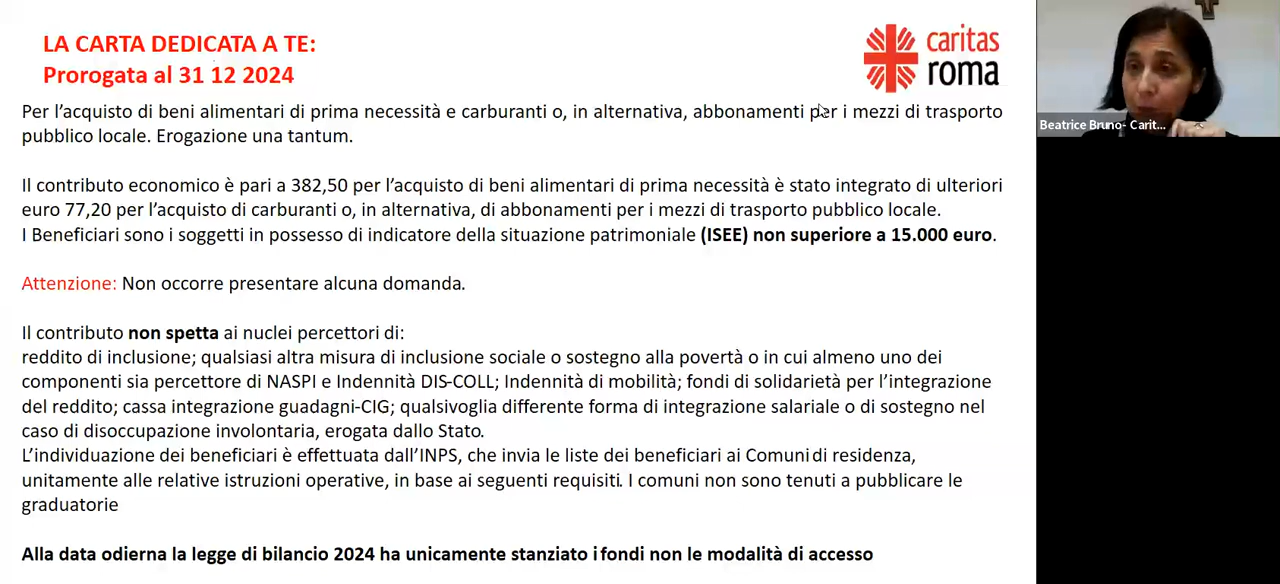 LA CARTA DEDICATA A TE:
Prorogata al 31 12 2024
caritas
roma
Per l'acquisto di beni alimentari di prima necessità e carburanti o, in alternativa, abbonamenti per i mezzi di trasporto
pubblico locale. Erogazione una tantum.
Il contributo economico è pari a 382,50 per l'acquisto di beni alimentari di prima necessità è stato integrato di ulteriori
euro 77,20 per l'acquisto di carburanti o, in alternativa, di abbonamenti per i mezzi di trasporto pubblico locale.
I Beneficiari sono i soggetti in possesso di indicatore della situazione patrimoniale (ISEE) non superiore a 15.000 euro.
Attenzione: Non occorre presentare alcuna domanda.
Il contributo non spetta ai nuclei percettori di:
reddito di inclusione; qualsiasi altra misura di inclusione sociale o sostegno alla povertà o in cui almeno uno dei
componenti sia percettore di NASPI e Indennità DIS-COLL; Indennità di mobilità; fondi di solidarietà per l'integrazione
del reddito; cassa integrazione guadagni-CIG; qualsivoglia differente forma di integrazione salariale o di sostegno nel
caso di disoccupazione involontaria, erogata dallo Stato.
L'individuazione dei beneficiari è effettuata dall'INPS, che invia le liste dei beneficiari ai Comuni di residenza,
unitamente alle relative istruzioni operative, in base ai seguenti requisiti. I comuni non sono tenuti a pubblicare le
graduatorie
Alla data odierna la legge di bilancio 2024 ha unicamente stanziato i fondi non le modalità di accesso
Beatrice Bruno- Carit...